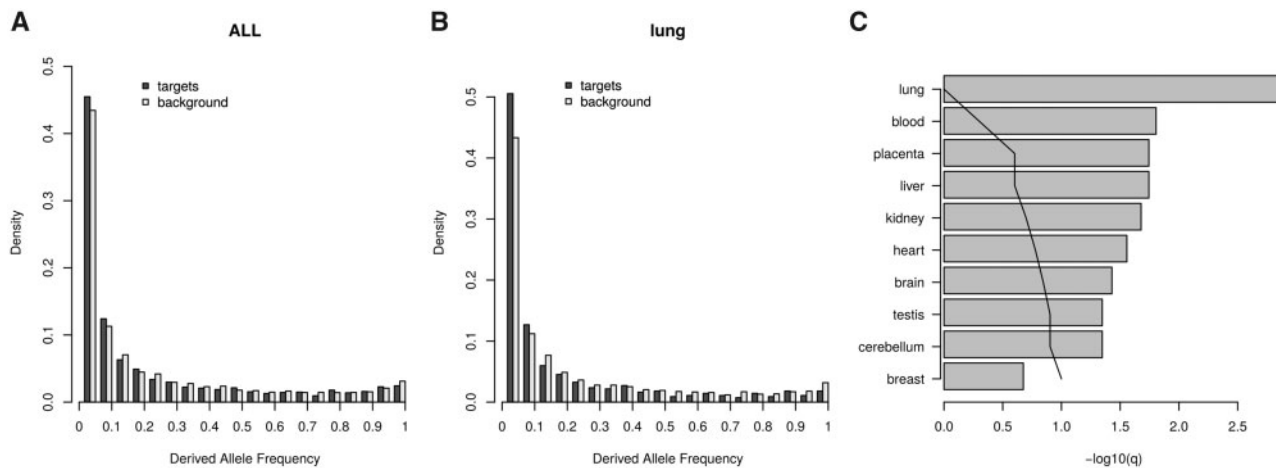 A
ALL
targets
background
0.5
0.4
0.3
0.2
0.1
0.0
Density
0 0.1 0.2 0.3 0.4 0.5 0.6 0.7 0.8 0.9 1
Derived Allele Frequency
B
lung
targets
background
0.5
0.4
0.3
0.2
0.1
0.0
Density
0 0.1 0.2 0.3 0.4 0.5 0.6 0.7 0.8 0.9 1
Derived Allele Frequency
C
lung
blood
placenta
liver
kidney
heart
brain
testis
cerebellum
breast
0.0 0.5 1.0 1.5 2.0 2.5
−log10(q)